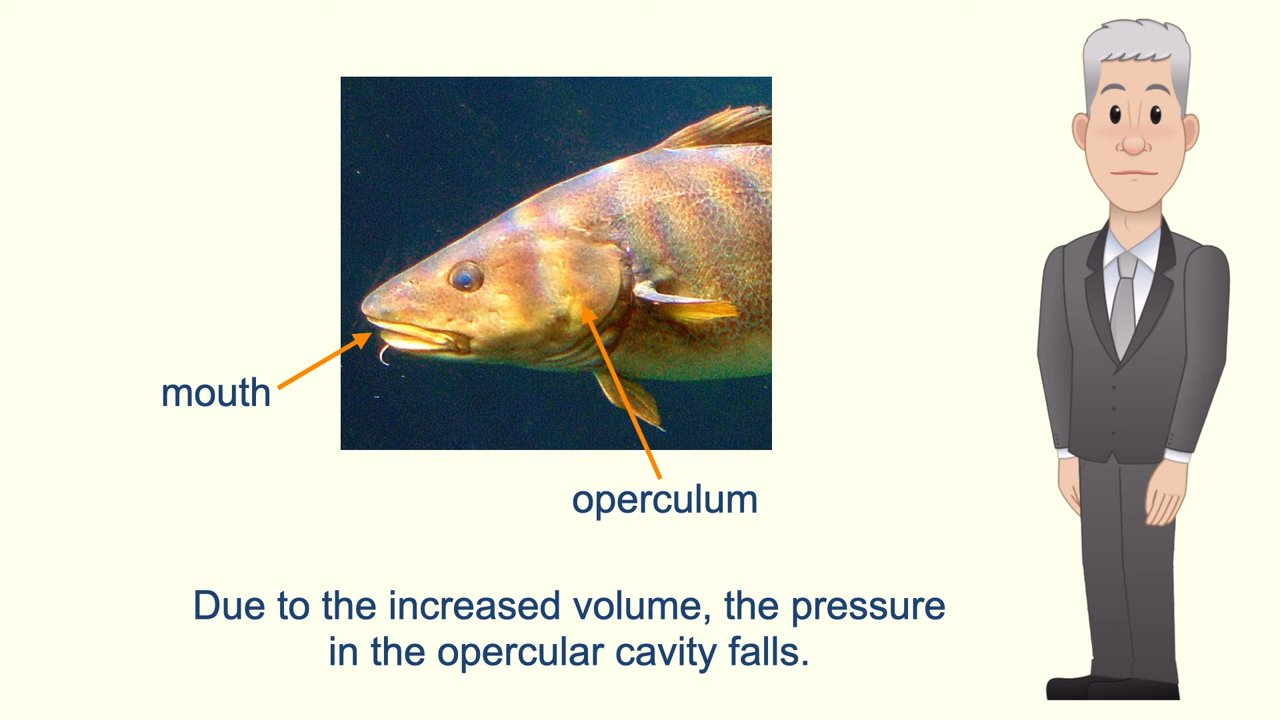 mouth
operculum
Due to the increased volume, the pressure
in the opercular cavity falls.